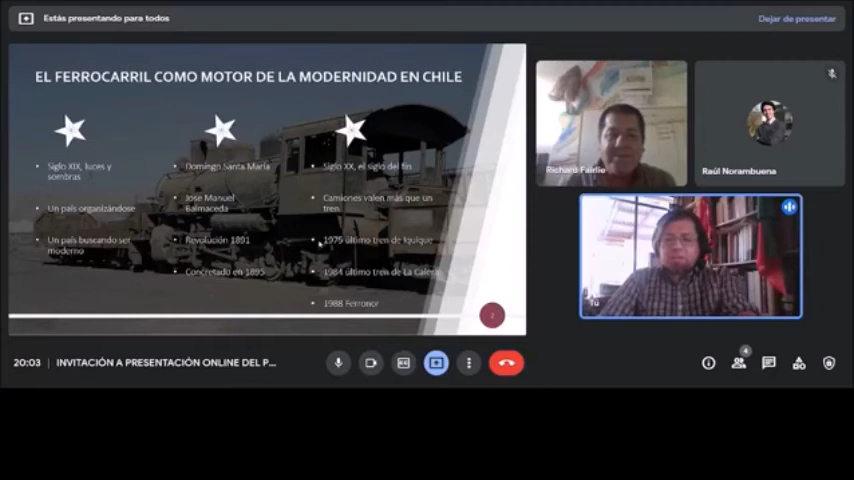 Estás presentando para todos
Dejar de presentar
EL FERROCARRIL COMO MOTOR DE LA MODERNIDAD EN CHILE
Siglo XIX, luces y
sombras
Un país organizándose
Un país buscando ser
moderno
Domingo Santa María
José Manuel
Balmaceda
Revolución 1891
Concretado en 1895
Siglo XX, el siglo del fin
Camiones valen más que un
tren
1975 último tren de Iquique
1984 último tren de La Calera
1988 Ferronor
2
Richard Fairlie
Raúl Norambuena
Tú
20:03 | INVITACIÓN A PRESENTACIÓN ONLINE DEL P...
4